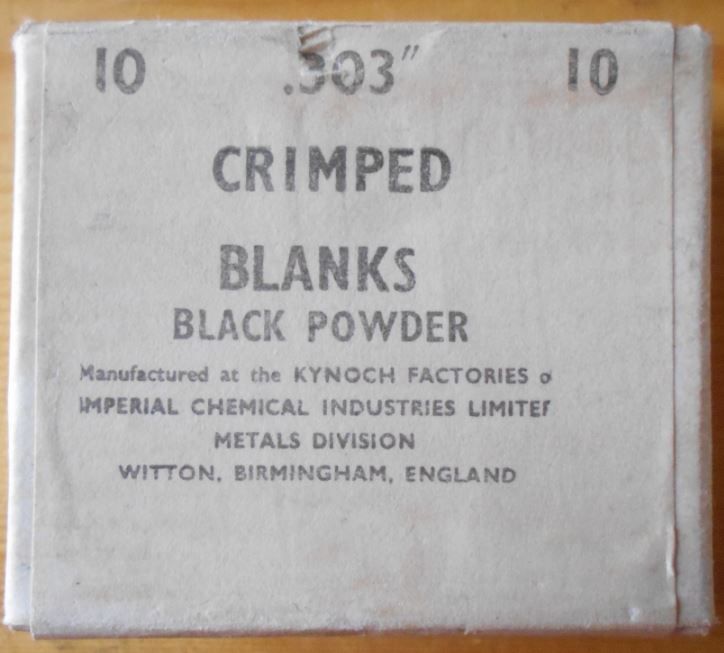 10 .303" 10
CRIMPED
BLANKS
BLACK POWDER
Manufactured at the KYNOCH FACTORIES o
IMPERIAL CHEMICAL INDUSTRIES LIMITED
METALS DIVISION
WITTON, BIRMINGHAM, ENGLAND